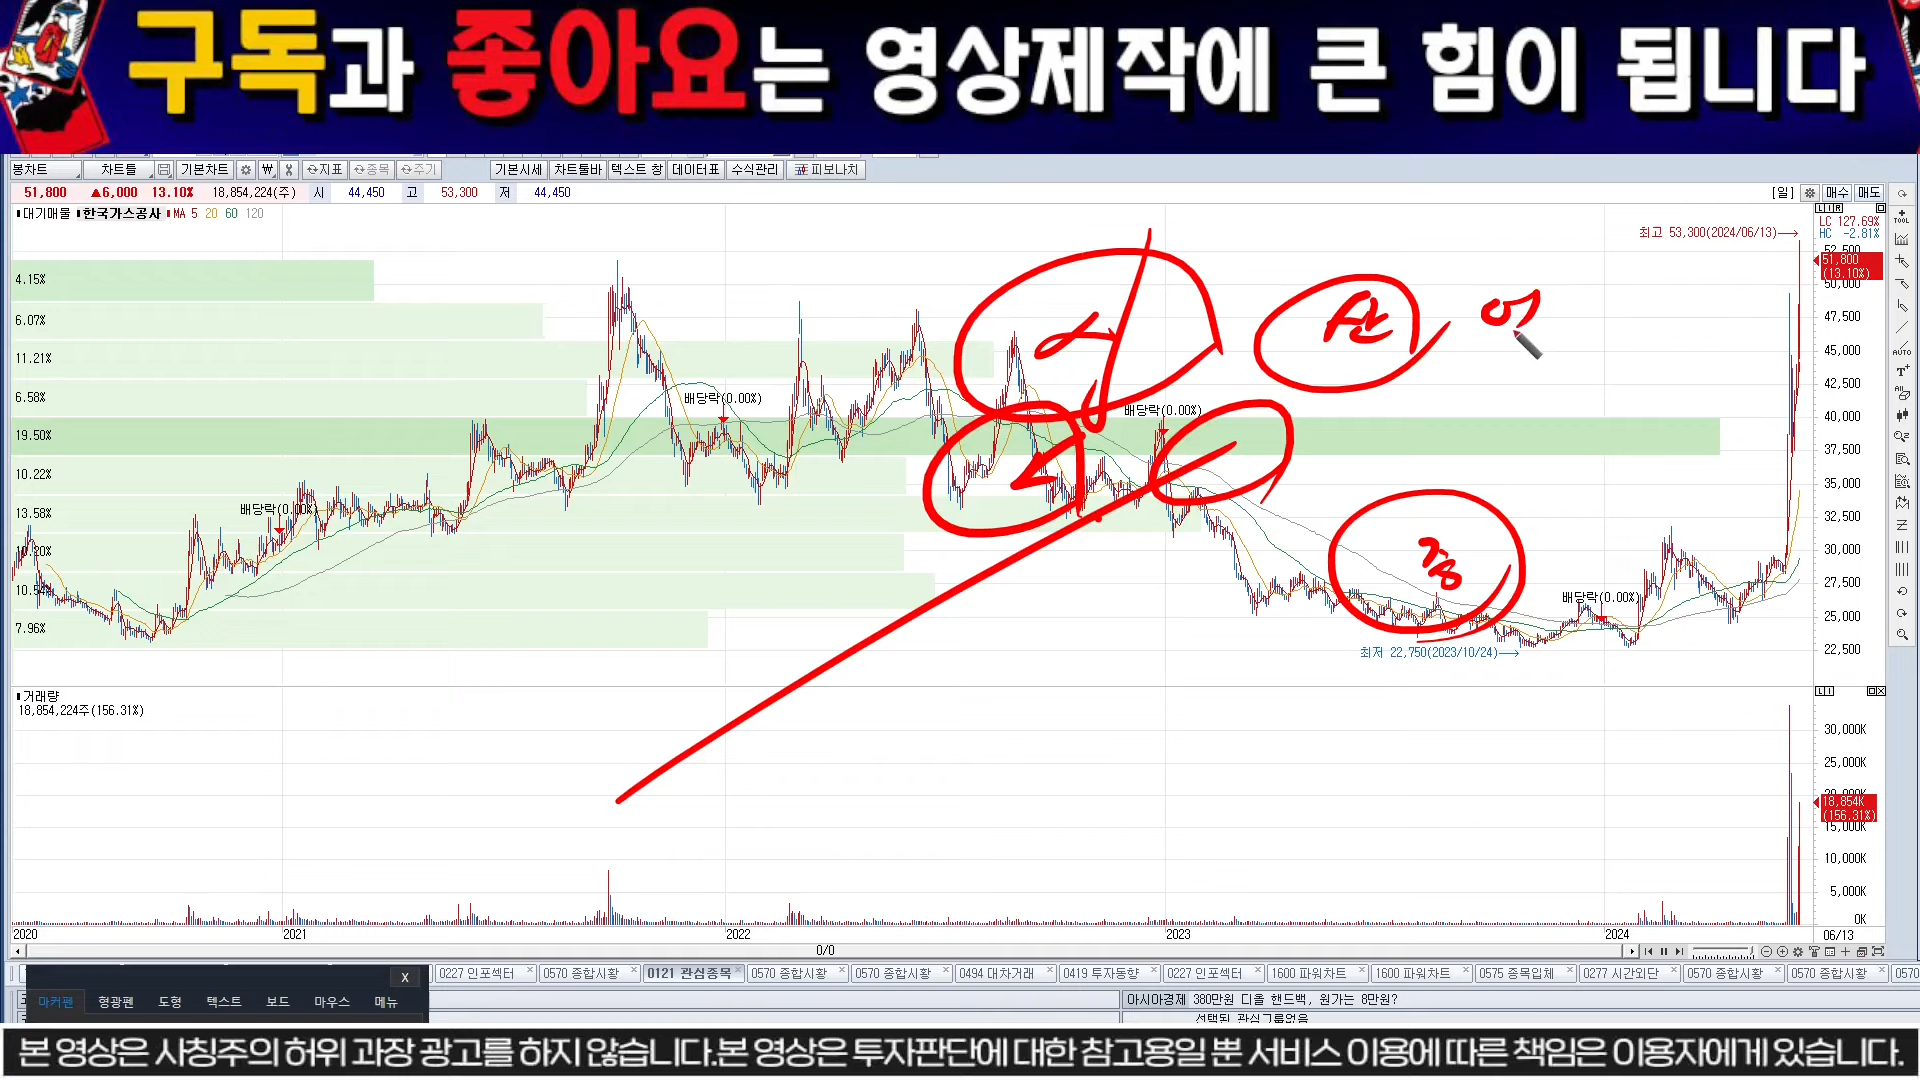 구독과 좋아요는 영상제작에 큰 힘이 됩니다
봉차트 차트틀 기본차트 ₩ 지표 종목 주기 기본시세 차트툴바 텍스트 창 데이터표 수식관리 피보나치
51,800 ▲6,000 13.10% 18,854,224(주) 시 44,450 고 53,300 저 44,450 [일] 매수 매도
대기매물 한국가스공사 MA 5 20 60 120
LC 127.69%
HC -2.81%
최고 53,300(2024/06/13)→
52,500
51,800
(13.10%)
50,000
47,500
45,000
42,500
40,000
37,500
35,000
32,500
30,000
27,500
25,000
22,500
4.15%
6.07%
11.21%
6.58%
19.50%
10.22%
13.58%
10.20%
10.54%
7.96%
배당락(0.00%)
배당락(0.00%)
배당락(0.00%)
배당락(0.00%)
산
중
최저 22,750(2023/10/24)→
TOOL
AUTO
All
거래량
18,854,224주(156.31%)
30,000K
25,000K
20,000K
18,854K
(156.31%)
15,000K
10,000K
5,000K
0K
2020 2021 2022 2023 2024 06/13
0/0
X
0227 인포섹터 0570 종합시황 0121 관심종목 0570 종합시황 0570 종합시황 0494 대차거래 0419 투자동향 0227 인포섹터 1600 파워차트 1600 파워차트 0575 종목입체 0277 시간외단 0570 종합시황 0570 종합시황 0570
마커펜 형광펜 도형 텍스트 보드 마우스 메뉴
아시아경제 380만원 디올 핸드백, 원가는 8만원?
선택된 관심그룹없음
본 영상은 사칭주의 허위 과장 광고를 하지 않습니다.본 영상은 투자판단에 대한 참고용일 뿐 서비스 이용에 따른 책임은 이용자에게 있습니다.